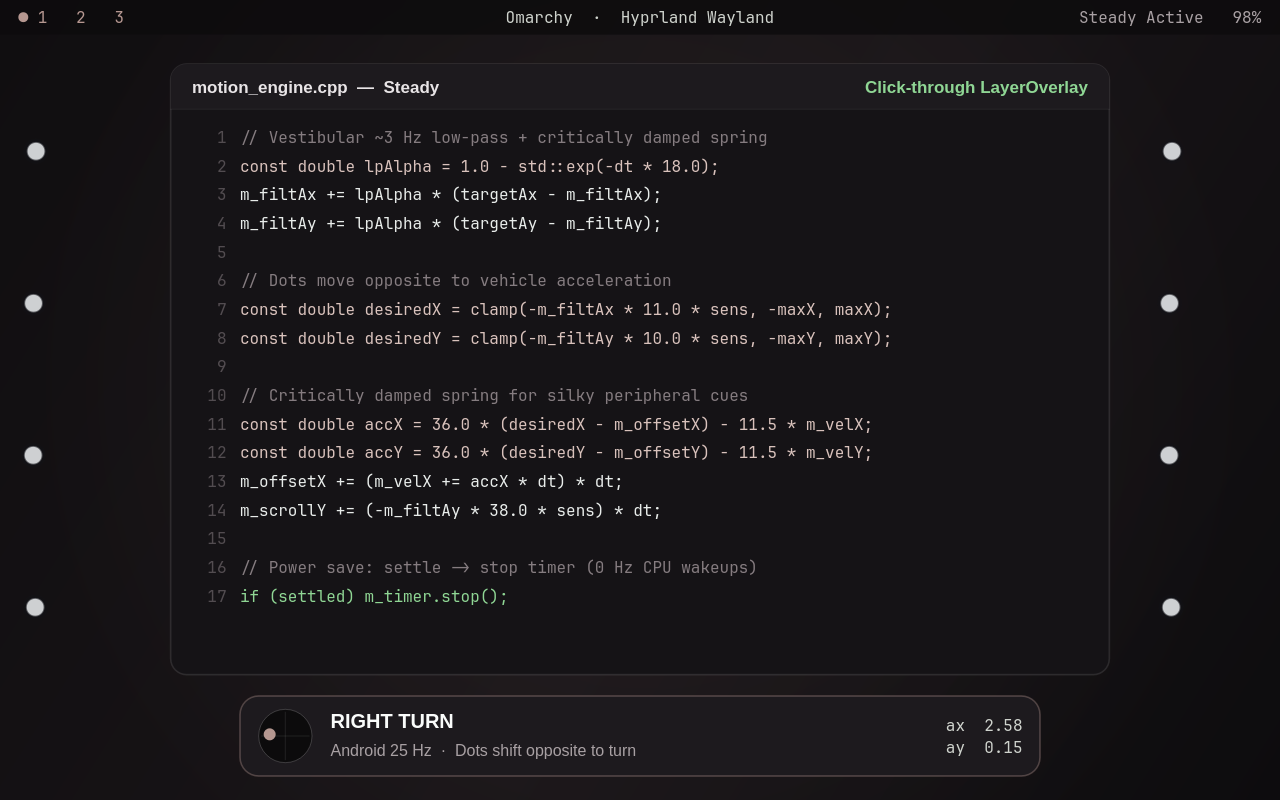 1 2 3 Omarchy · Hyprland Wayland Steady Active 98%
motion_engine.cpp — Steady Click-through LayerOverlay
1 // Vestibular ~3 Hz low-pass + critically damped spring
2 const double lpAlpha = 1.0 - std::exp(-dt * 18.0);
3 m_filtAx += lpAlpha * (targetAx - m_filtAx);
4 m_filtAy += lpAlpha * (targetAy - m_filtAy);
5
6 // Dots move opposite to vehicle acceleration
7 const double desiredX = clamp(-m_filtAx * 11.0 * sens, -maxX, maxX);
8 const double desiredY = clamp(-m_filtAy * 10.0 * sens, -maxY, maxY);
9
10 // Critically damped spring for silky peripheral cues
11 const double accX = 36.0 * (desiredX - m_offsetX) - 11.5 * m_velX;
12 const double accY = 36.0 * (desiredY - m_offsetY) - 11.5 * m_velY;
13 m_offsetX += (m_velX += accX * dt) * dt;
14 m_scrollY += (-m_filtAy * 38.0 * sens) * dt;
15
16 // Power save: settle → stop timer (0 Hz CPU wakeups)
17 if (settled) m_timer.stop();
RIGHT TURN
Android 25 Hz · Dots shift opposite to turn
ax 2.58
ay 0.15